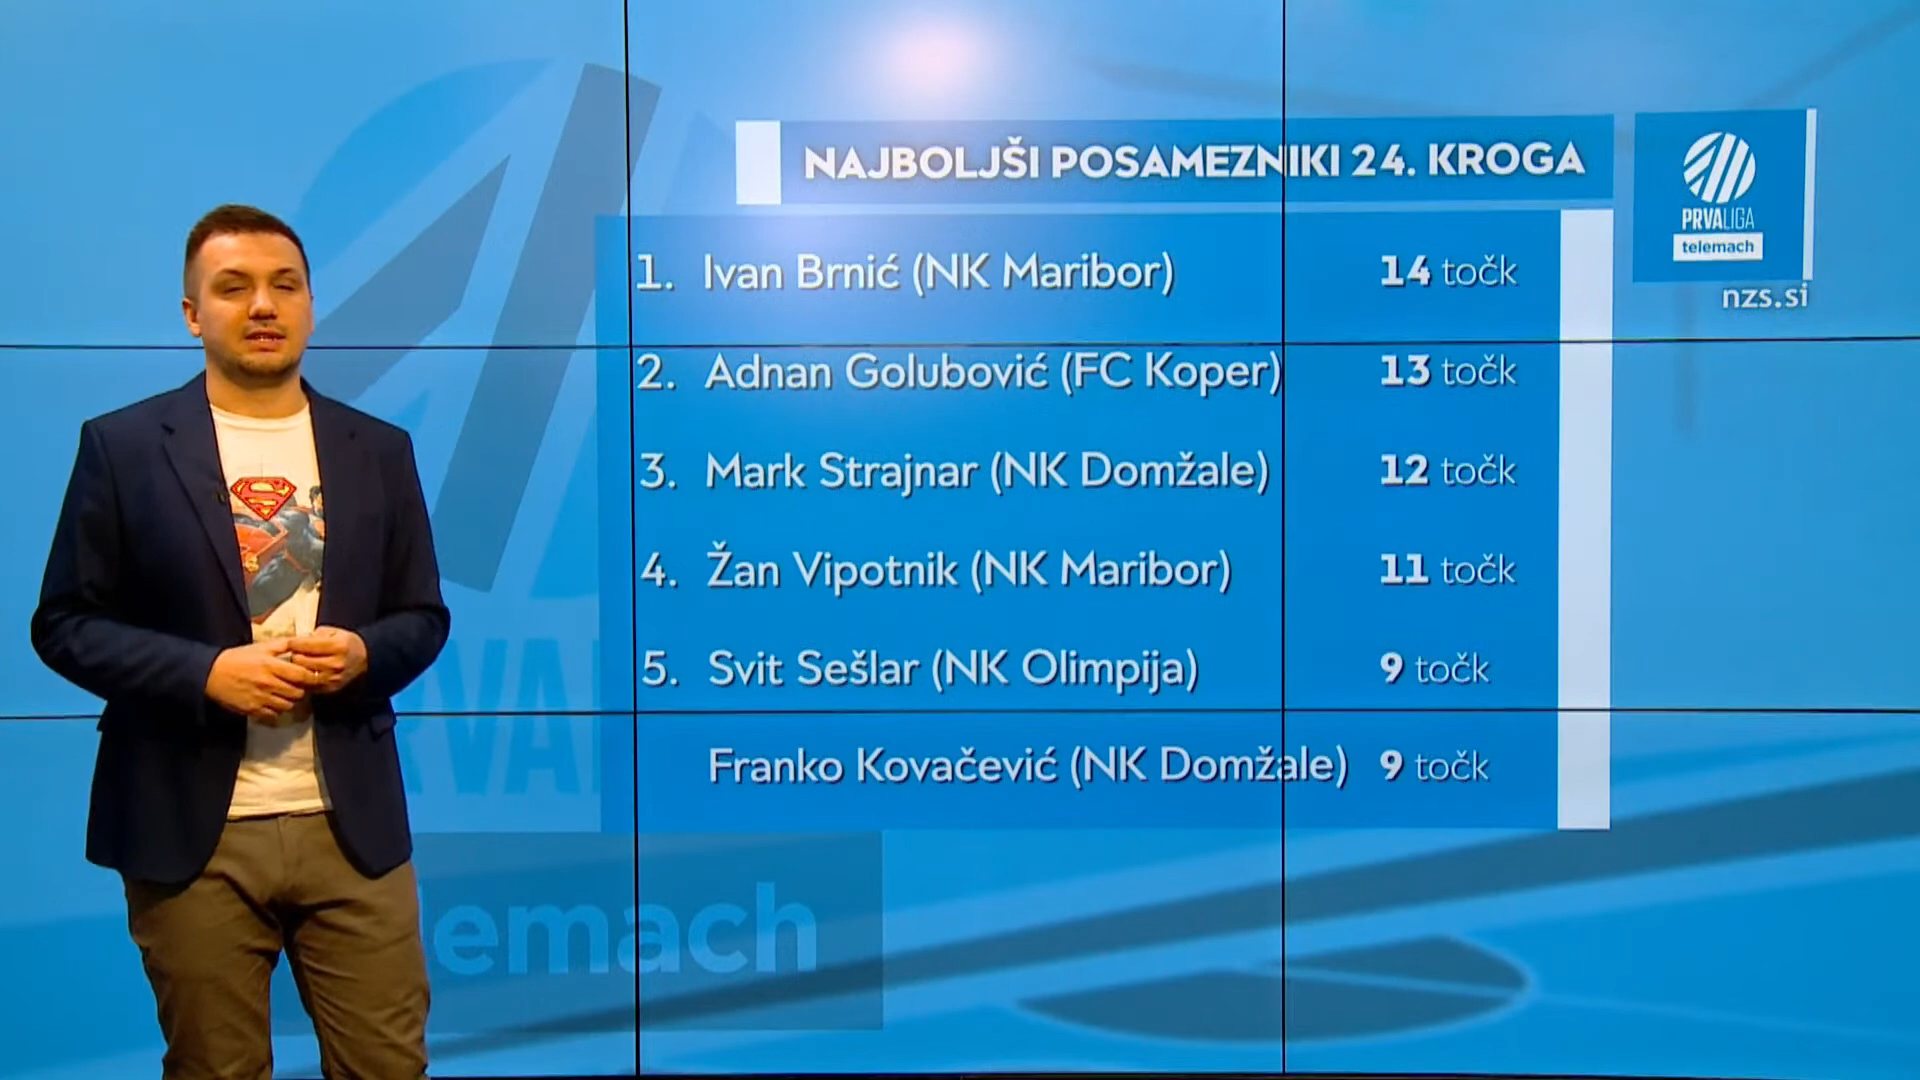 NAJBOLJŠI POSAMEZNIKI 24. KROGA
1. Ivan Brnić (NK Maribor) 14 točk
2. Adnan Golubović (FC Koper) 13 točk
3. Mark Strajnar (NK Domžale) 12 točk
4. Žan Vipotnik (NK Maribor) 11 točk
5. Svit Sešlar (NK Olimpija) 9 točk
Franko Kovačević (NK Domžale) 9 točk
PRVALIGA
telemach
nzs.si
RVA
lemach
S